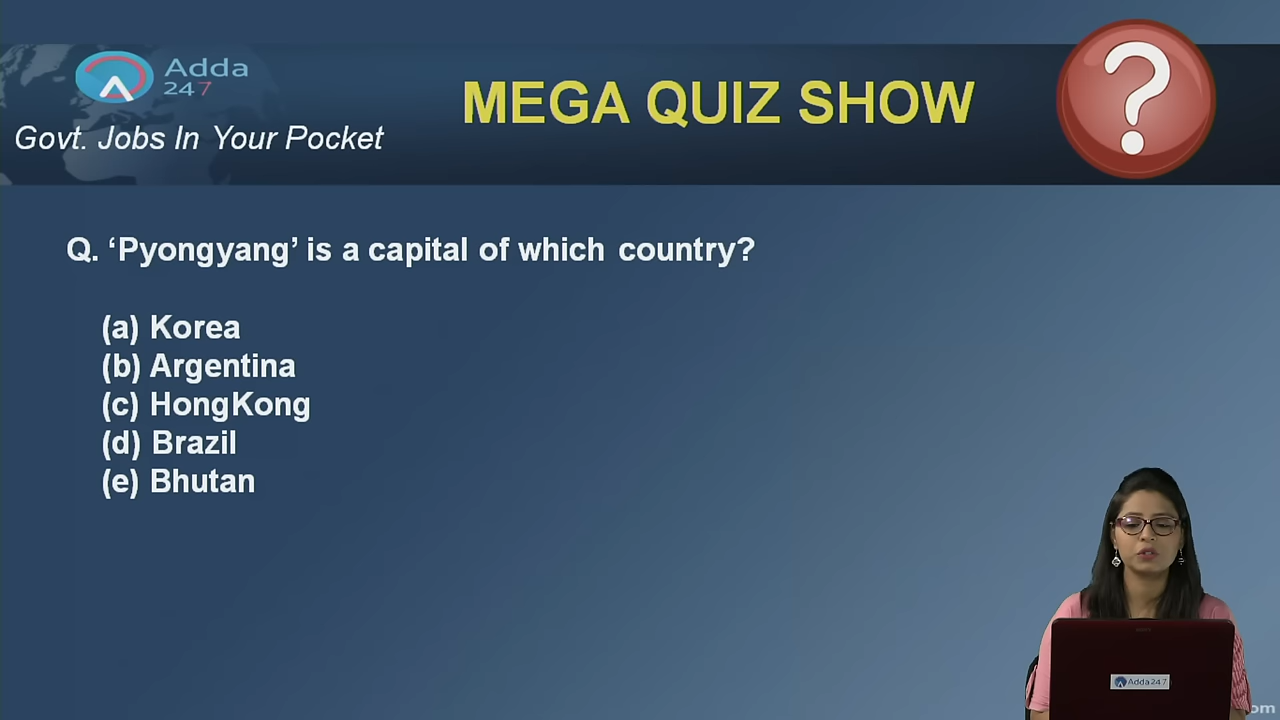 Adda
247
Govt. Jobs In Your Pocket
MEGA QUIZ SHOW
?
Q. ‘Pyongyang’ is a capital of which country?
(a) Korea
(b) Argentina
(c) HongKong
(d) Brazil
(e) Bhutan
Adda247
om